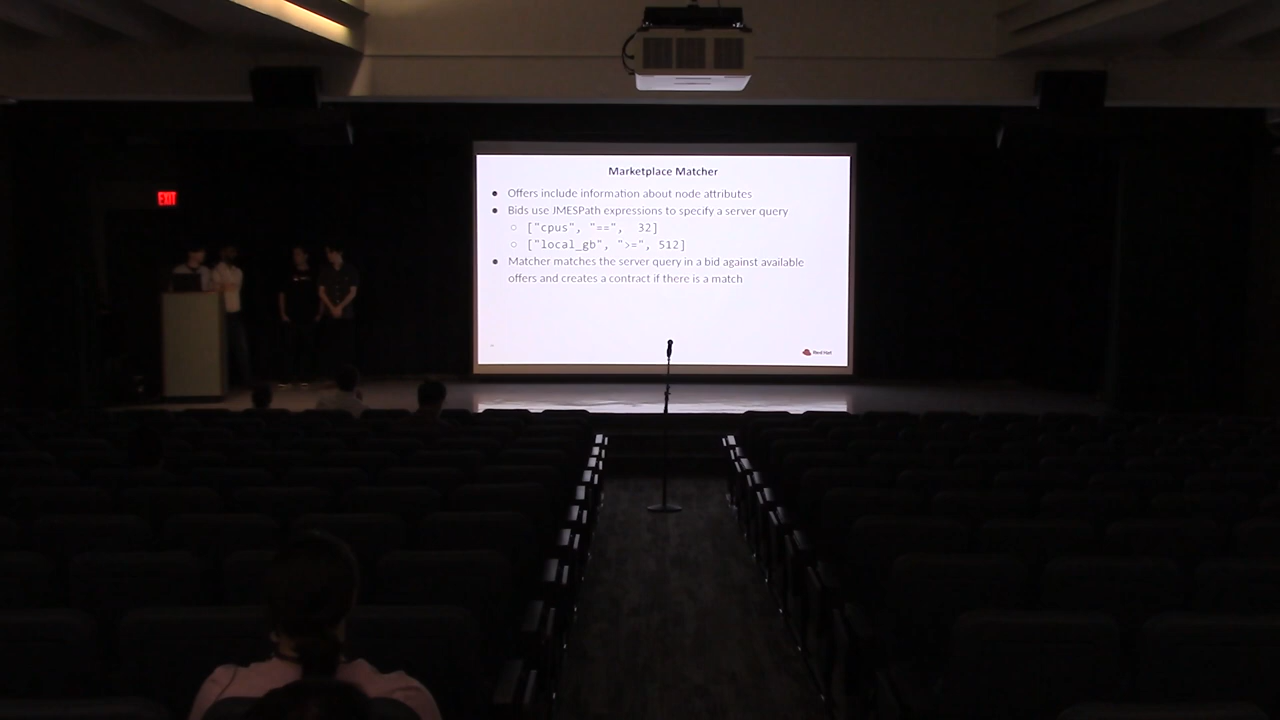 EXIT
Marketplace Matcher
● Offers include information about node attributes
● Bids use JMESPath expressions to specify a server query
○ ["cpus", "==", 32]
○ ["local_gb", ">=", 512]
● Matcher matches the server query in a bid against available
offers and creates a contract if there is a match
Red Hat